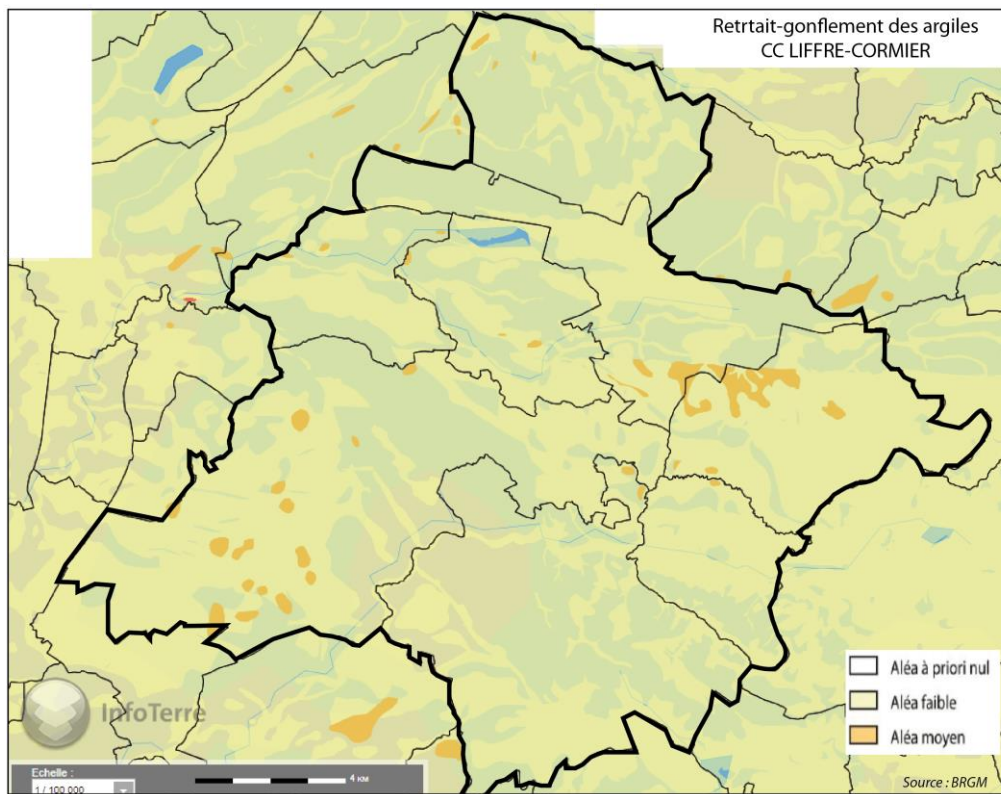 Retrtait-gonflement des argiles
CC LIFFRE-CORMIER
Aléa à priori nul
Aléa faible
Aléa moyen
InfoTerre
Echelle :
1 / 100 000
4 KM
Source : BRGM